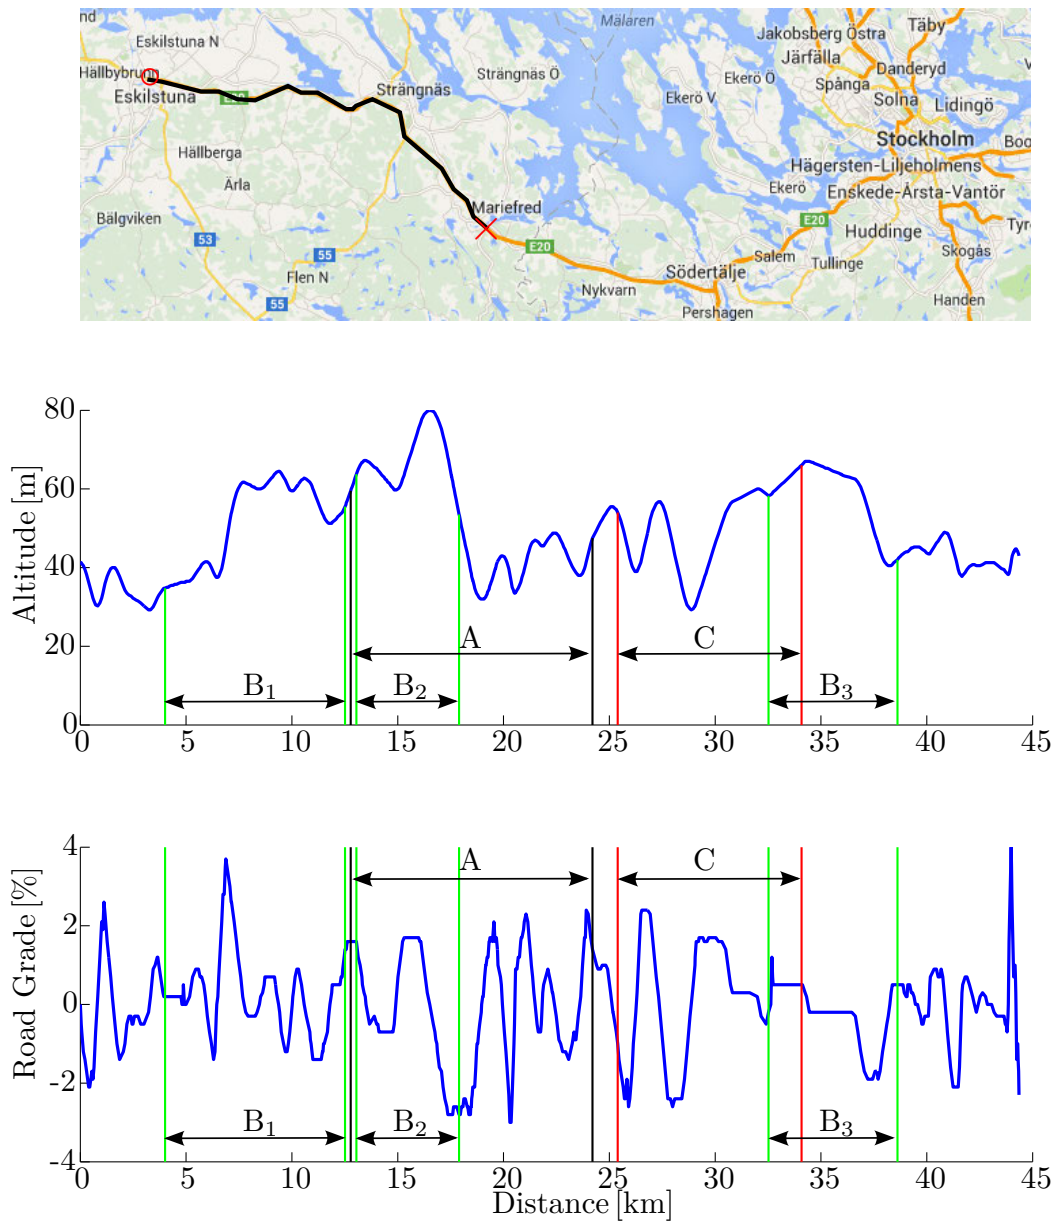 nd
Eskilstuna N
Mälaren
Jakobsberg Östra
Täby
Hällbybrunn
Strängnäs
Strängnäs Ö
Ekerö V
Ekerö Ö
Järfälla
Danderyd
Spånga
Solna
Lidingö
Eskilstuna
E20
Stockholm
Boo
Hällberga
Hägersten-Liljeholmens
Ärla
Ekerö
Enskede-Årsta-Vantör
Bälgviken
Mariefred
E20
Huddinge
Tyre
53
E20
Salem
Tullinge
Skogås
55
Flen N
Södertälje
Nykvarn
Handen
55
Pershagen
Altitude [m]
80
60
40
20
0
A
C
B1
B2
B3
0 5 10 15 20 25 30 35 40 45
Road Grade [%]
4
2
0
-2
-4
A
C
B1
B2
B3
0 5 10 15 20 25 30 35 40 45
Distance [km]